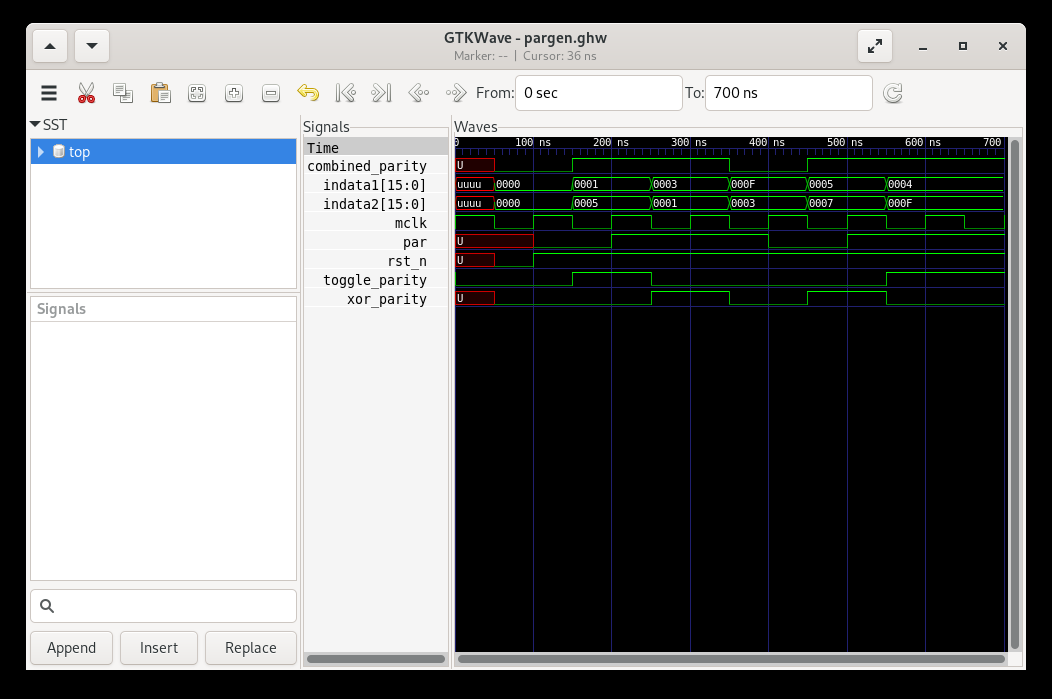 GTKWave - pargen.ghw
Marker: -- | Cursor: 36 ns
From: 0 sec To: 700 ns
SST
top
Signals
Append Insert Replace
Signals
Time
combined_parity
indata1[15:0]
indata2[15:0]
mclk
par
rst_n
toggle_parity
xor_parity
Waves
0 100 ns 200 ns 300 ns 400 ns 500 ns 600 ns 700
U
uuuu 0000 0001 0003 000F 0005 0004
uuuu 0000 0005 0001 0003 0007 000F
U
U
U